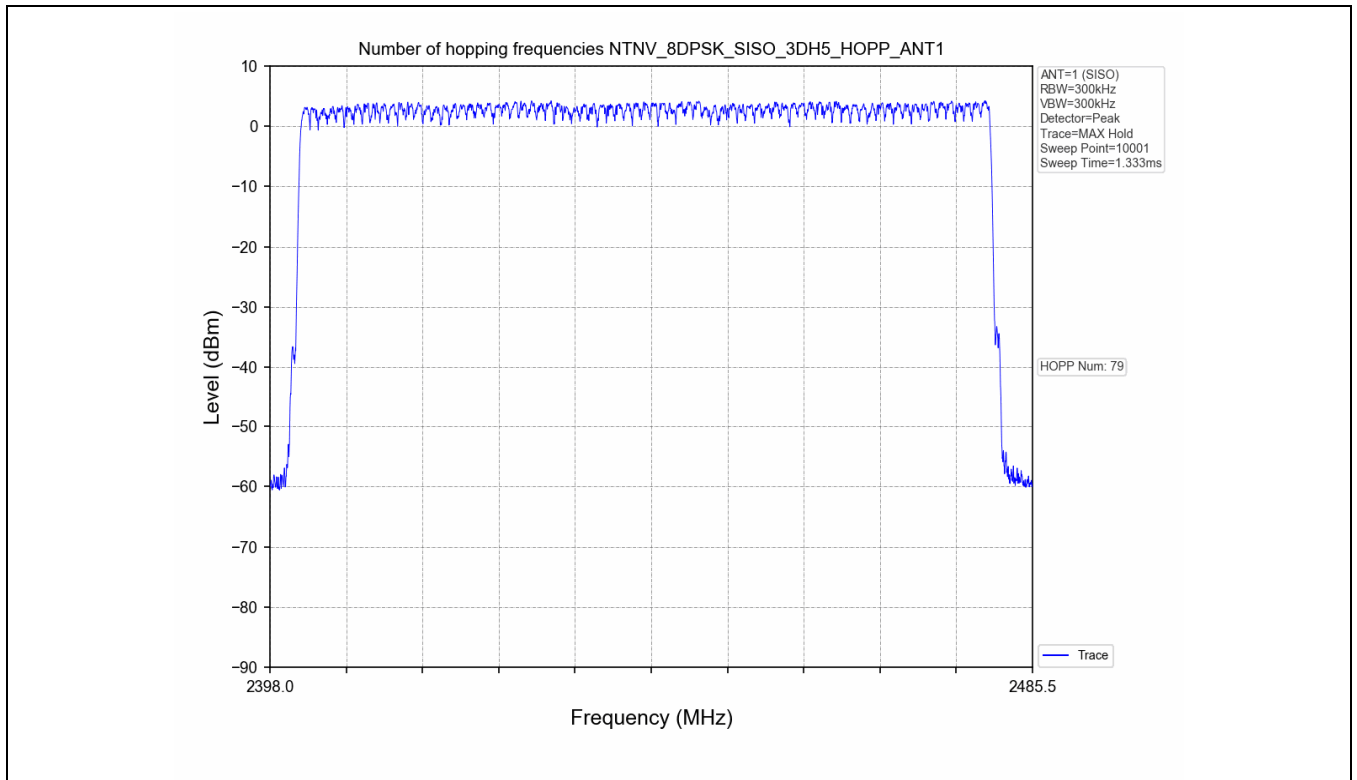 Number of hopping frequencies NTNV_8DPSK_SISO_3DH5_HOPP_ANT1
10
0
−10
−20
−30
−40
−50
−60
−70
−80
−90
Level (dBm)
2398.0
2485.5
Frequency (MHz)
ANT=1 (SISO)
RBW=300kHz
VBW=300kHz
Detector=Peak
Trace=MAX Hold
Sweep Point=10001
Sweep Time=1.333ms
HOPP Num: 79
Trace